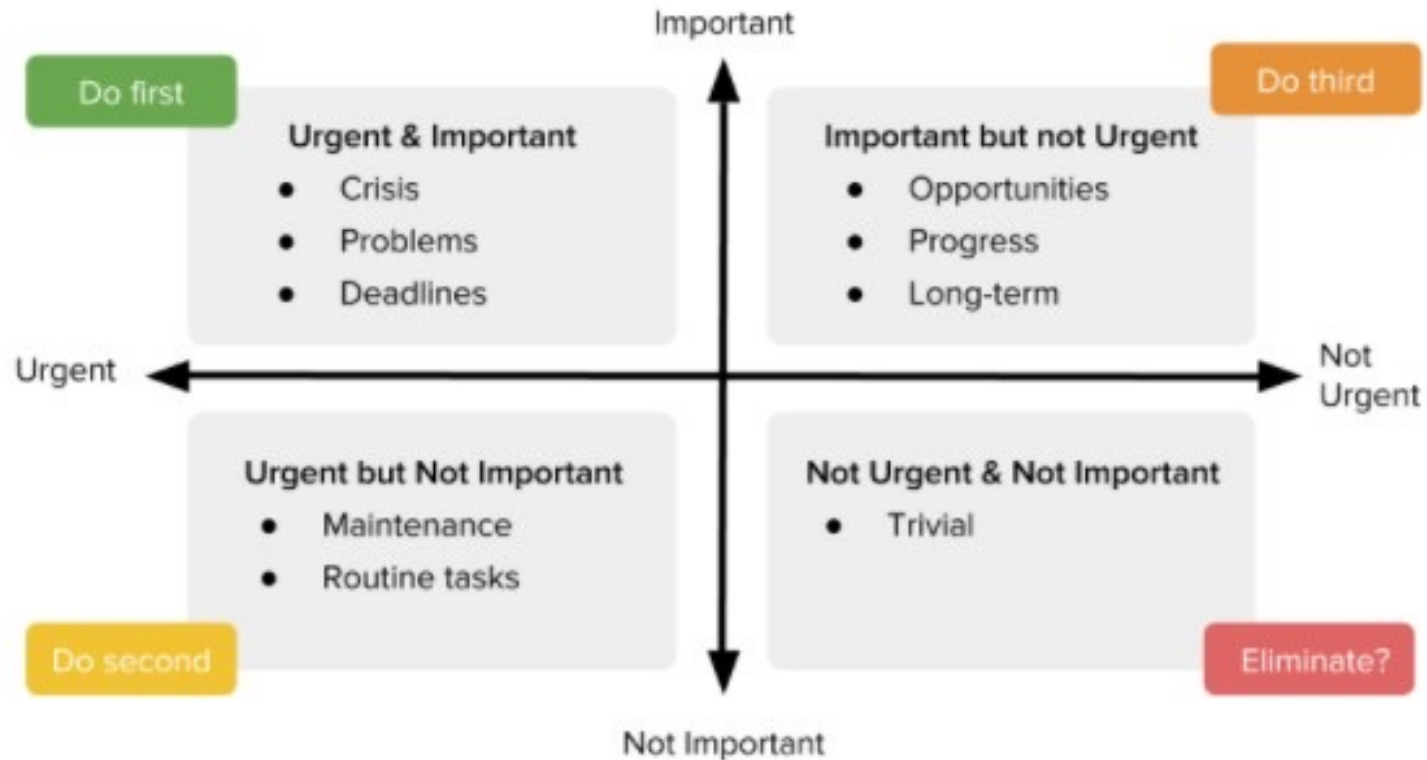 Important
Do first
Do third
Urgent & Important
● Crisis
● Problems
● Deadlines
Important but not Urgent
● Opportunities
● Progress
● Long-term
Urgent
Not
Urgent
Urgent but Not Important
● Maintenance
● Routine tasks
Not Urgent & Not Important
● Trivial
Do second
Eliminate?
Not Important